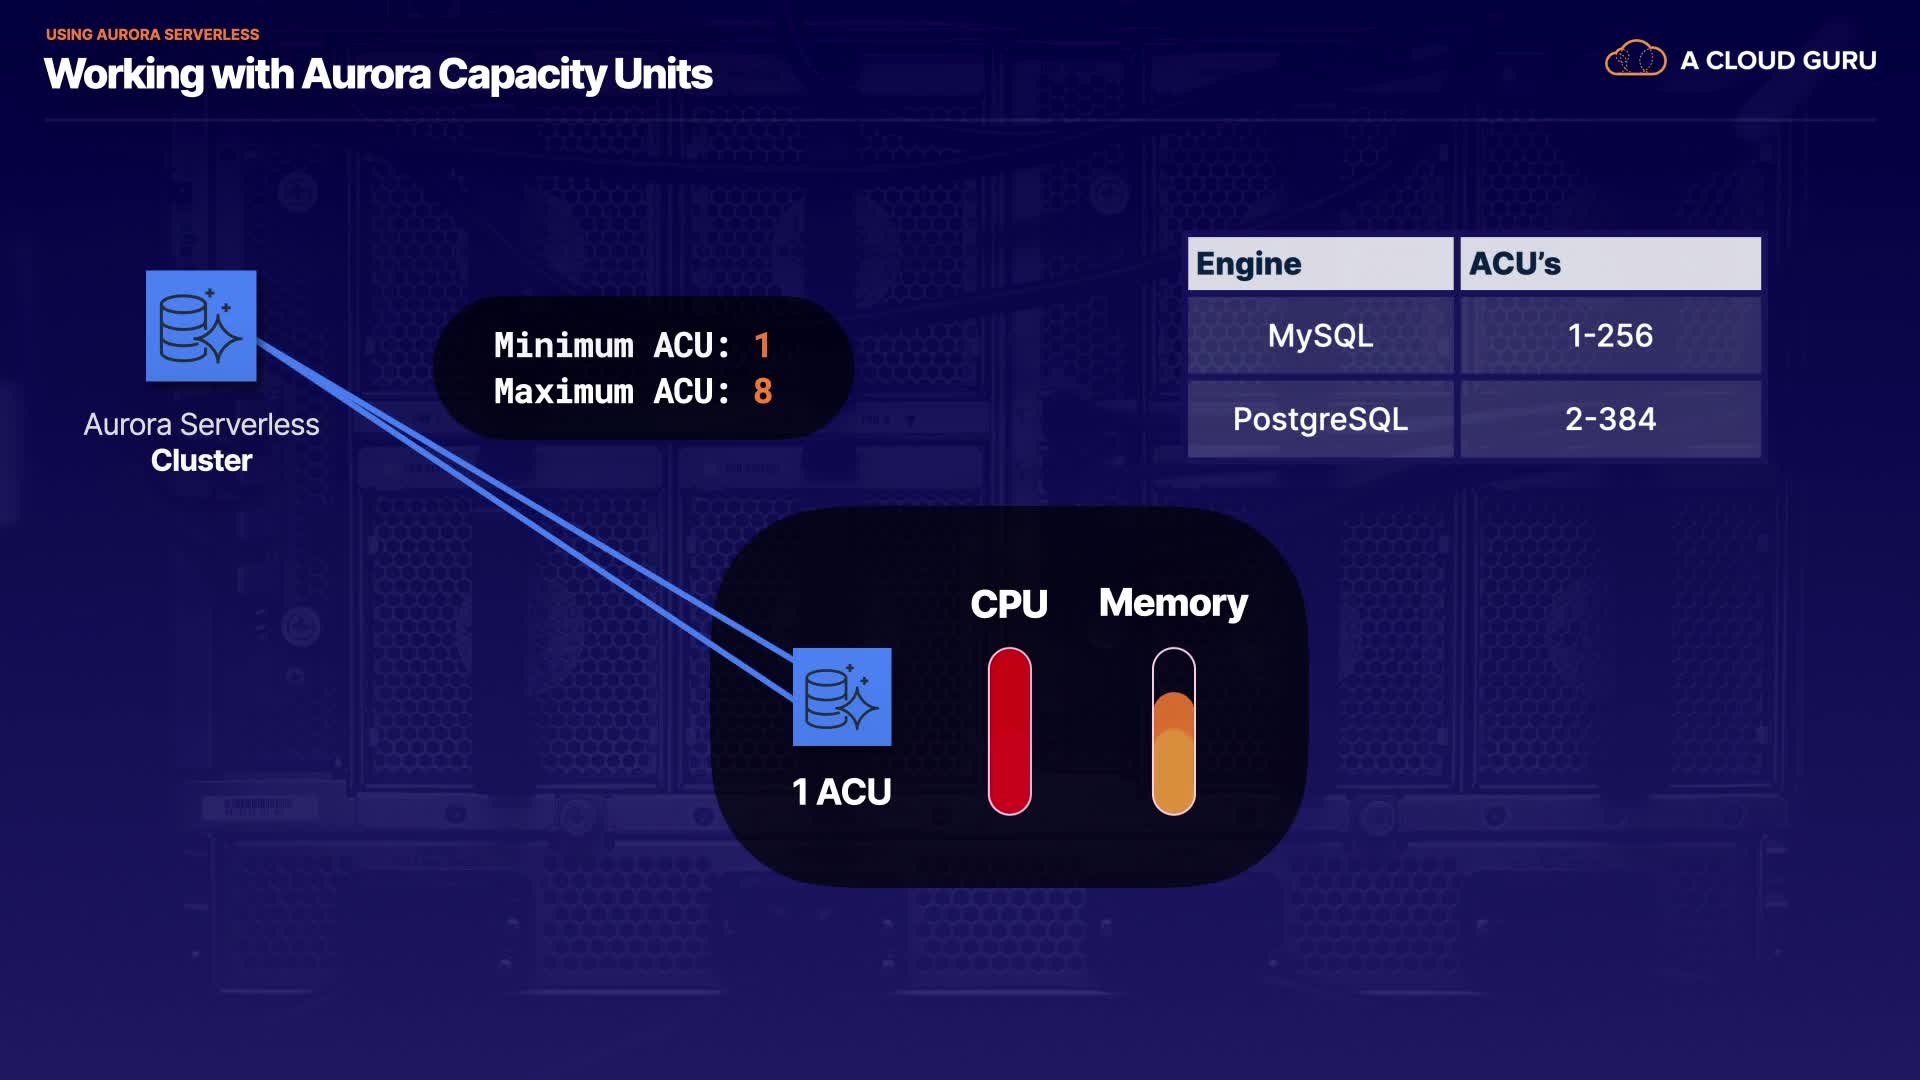 USING AURORA SERVERLESS
Working with Aurora Capacity Units
A CLOUD GURU
Engine
ACU's
MySQL
1-256
PostgreSQL
2-384
Minimum ACU: 1
Maximum ACU: 8
Aurora Serverless
Cluster
CPU
Memory
1 ACU